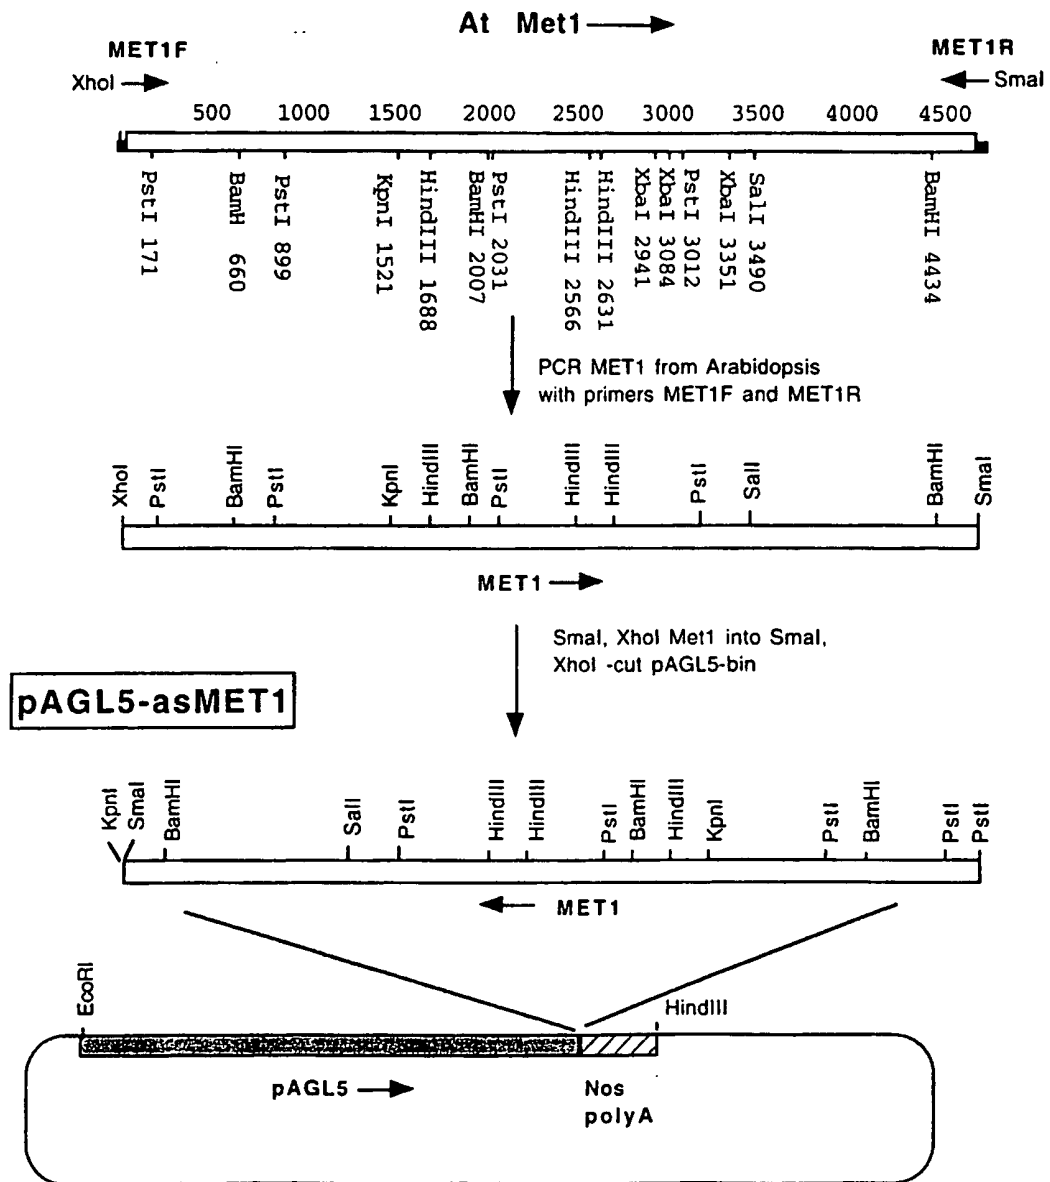 At Met1
MET1F
MET1R
XhoI
SmaI
500 1000 1500 2000 2500 3000 3500 4000 4500
PstI 171
BamH 660
PstI 899
KpnI 1521
HindIII 1688
BamHI 2007
PstI 2031
HindIII 2566
HindIII 2631
XbaI 2941
XbaI 3084
PstI 3012
XbaI 3351
SalI 3490
BamHI 4434
PCR MET1 from Arabidopsis
with primers MET1F and MET1R
XhoI
PstI
BamHI
PstI
KpnI
HindIII
BamHI
PstI
HindIII
HindIII
PstI
SalI
BamHI
SmaI
MET1
SmaI, XhoI Met1 into SmaI,
XhoI -cut pAGL5-bin
pAGL5-asMET1
KpnI
SmaI
BamHI
SalI
PstI
HindIII
HindIII
PstI
BamHI
HindIII
KpnI
PstI
BamHI
PstI
PstI
MET1
EcoRI
HindIII
pAGL5
Nos
polyA